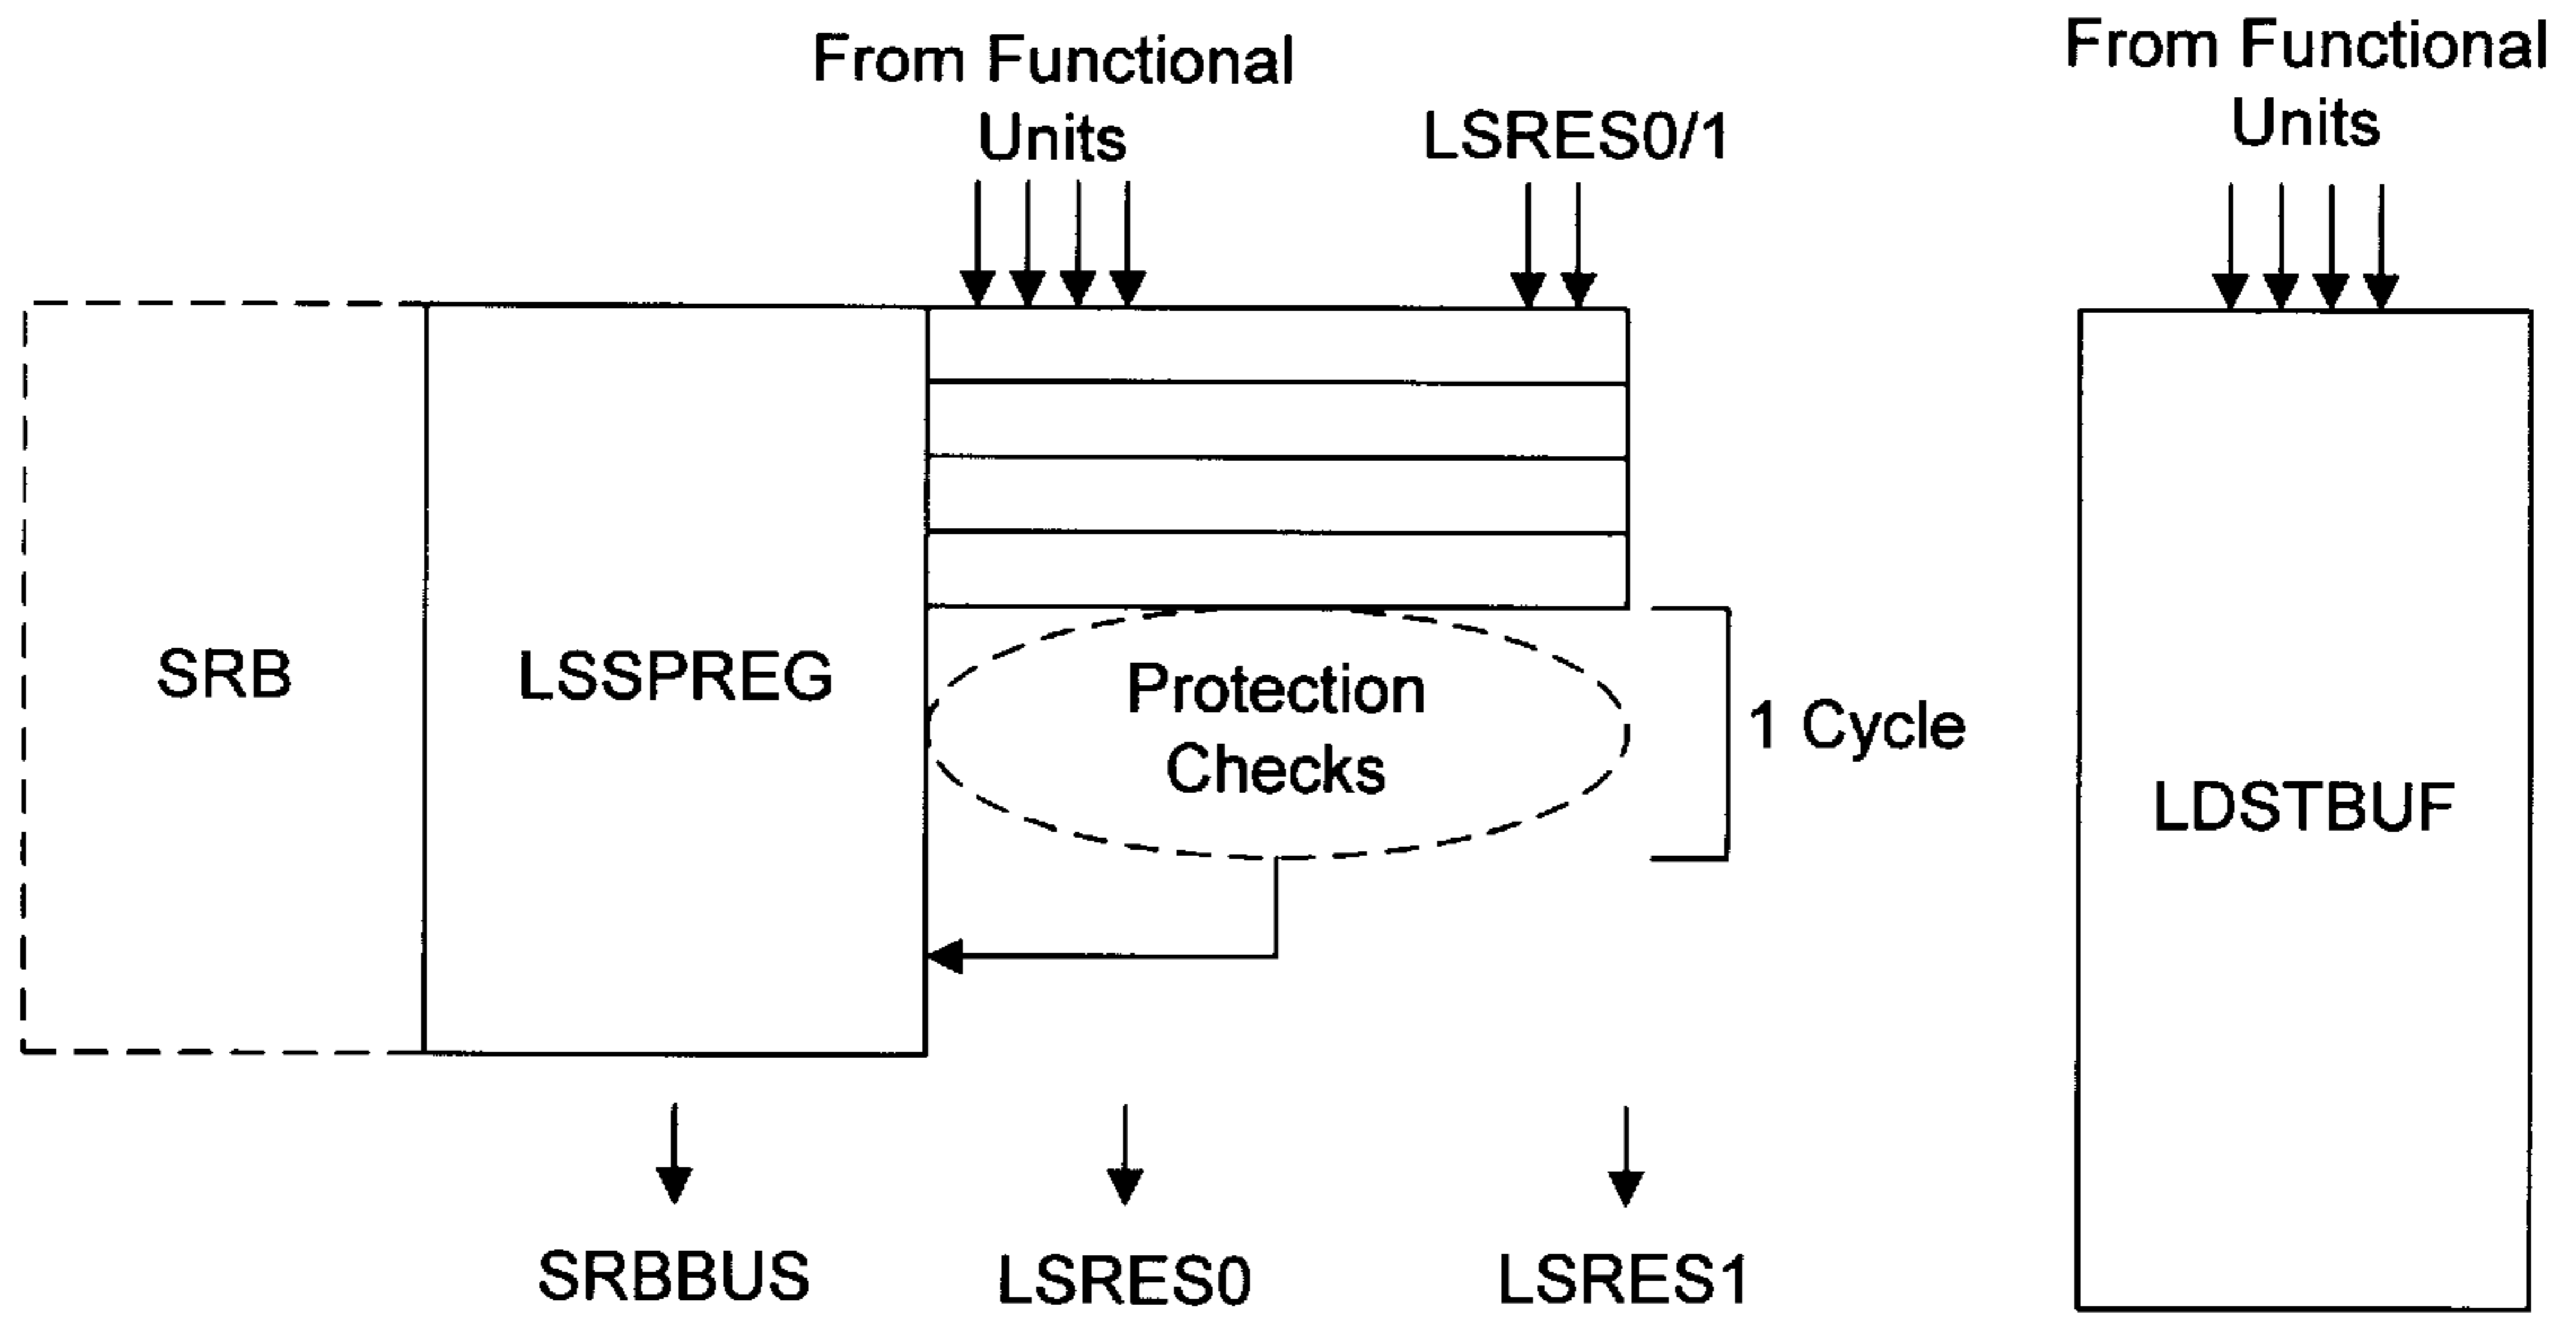 From Functional
Units
LSRES0/1
From Functional
Units
SRB
LSSPREG
Protection
Checks
1 Cycle
LDSTBUF
SRBBUS
LSRES0
LSRES1